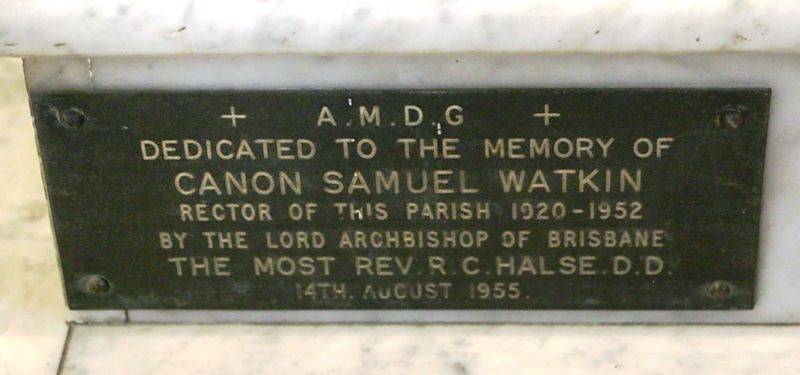 + A.M.D.G +
DEDICATED TO THE MEMORY OF
CANON SAMUEL WATKIN
RECTOR OF THIS PARISH 1920-1952
BY THE LORD ARCHBISHOP OF BRISBANE
THE MOST REV. R.C. HALSE. D.D.
14TH. AUGUST 1955.